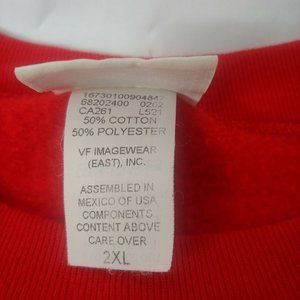 16730100904847
68202400 0202
CA261 L521
50% COTTON
50% POLYESTER
VF IMAGEWEAR
(EAST), INC.
ASSEMBLED IN
MEXICO OF USA
COMPONENTS
CONTENT ABOVE
CARE OVER
2XL